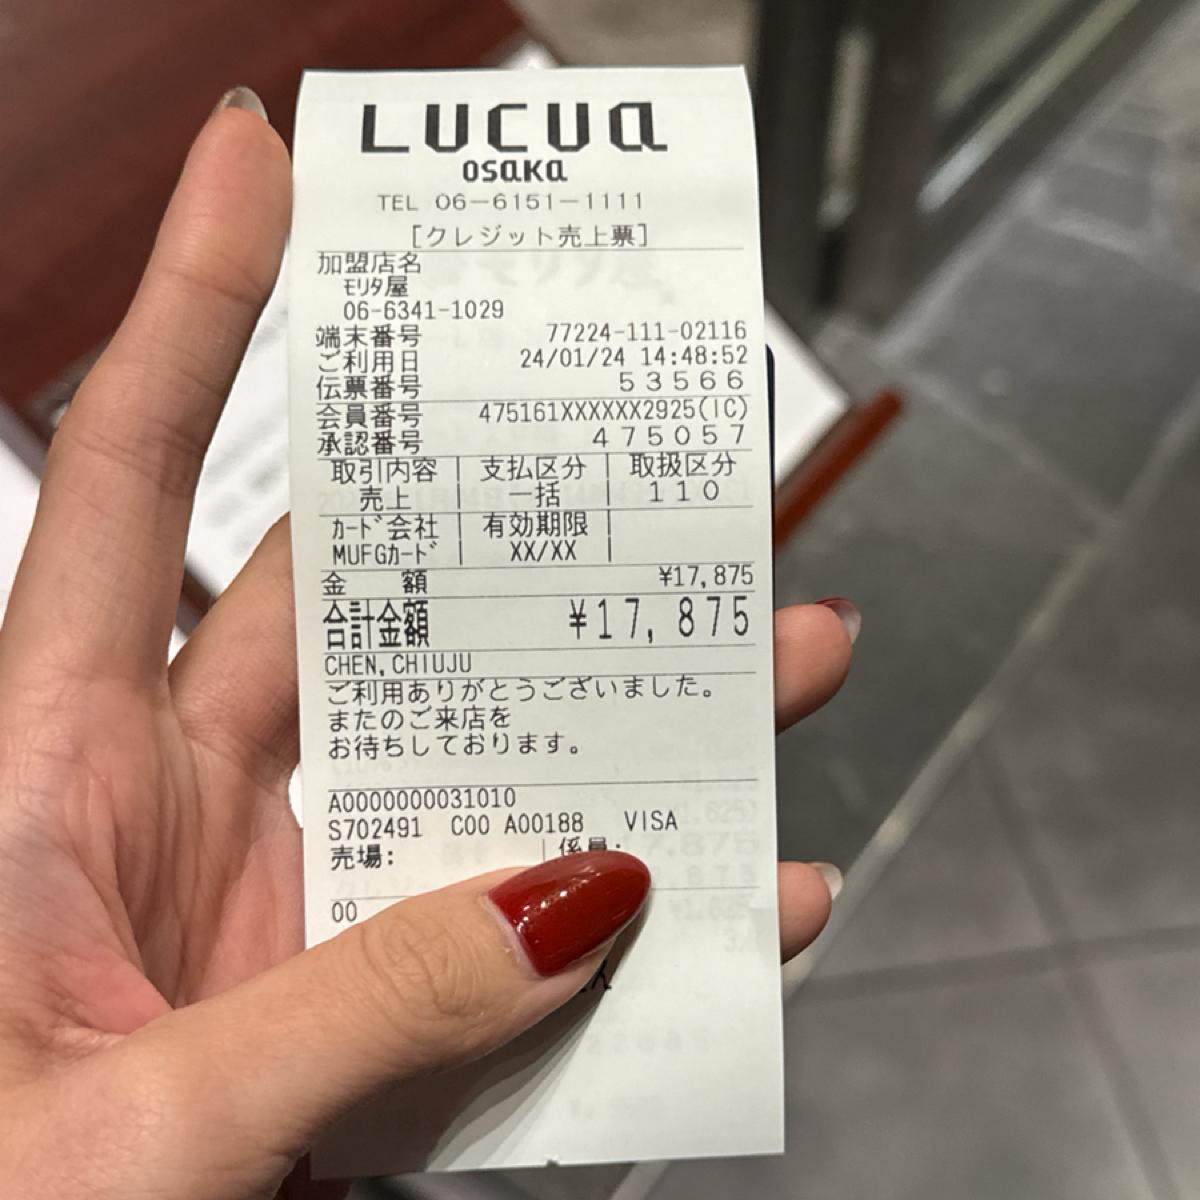 LUCUA
osaka
TEL 06-6151-1111
[クレジット売上票]
加盟店名
モリタ屋
06-6341-1029
端末番号 77224-111-02116
ご利用日 24/01/24 14:48:52
伝票番号 53566
会員番号 475161XXXXXX2925(IC)
承認番号 475057
取引内容 | 支払区分 | 取扱区分
売上 | 一括 | 110
カード会社 | 有効期限 |
MUFGカード | XX/XX |
金 額 ¥17,875
合計金額 ¥17,875
CHEN,CHIUJU
ご利用ありがとうございました。
またのご来店を
お待ちしております。
A0000000031010
S702491 C00 A00188 VISA
売場: | 係員:
00